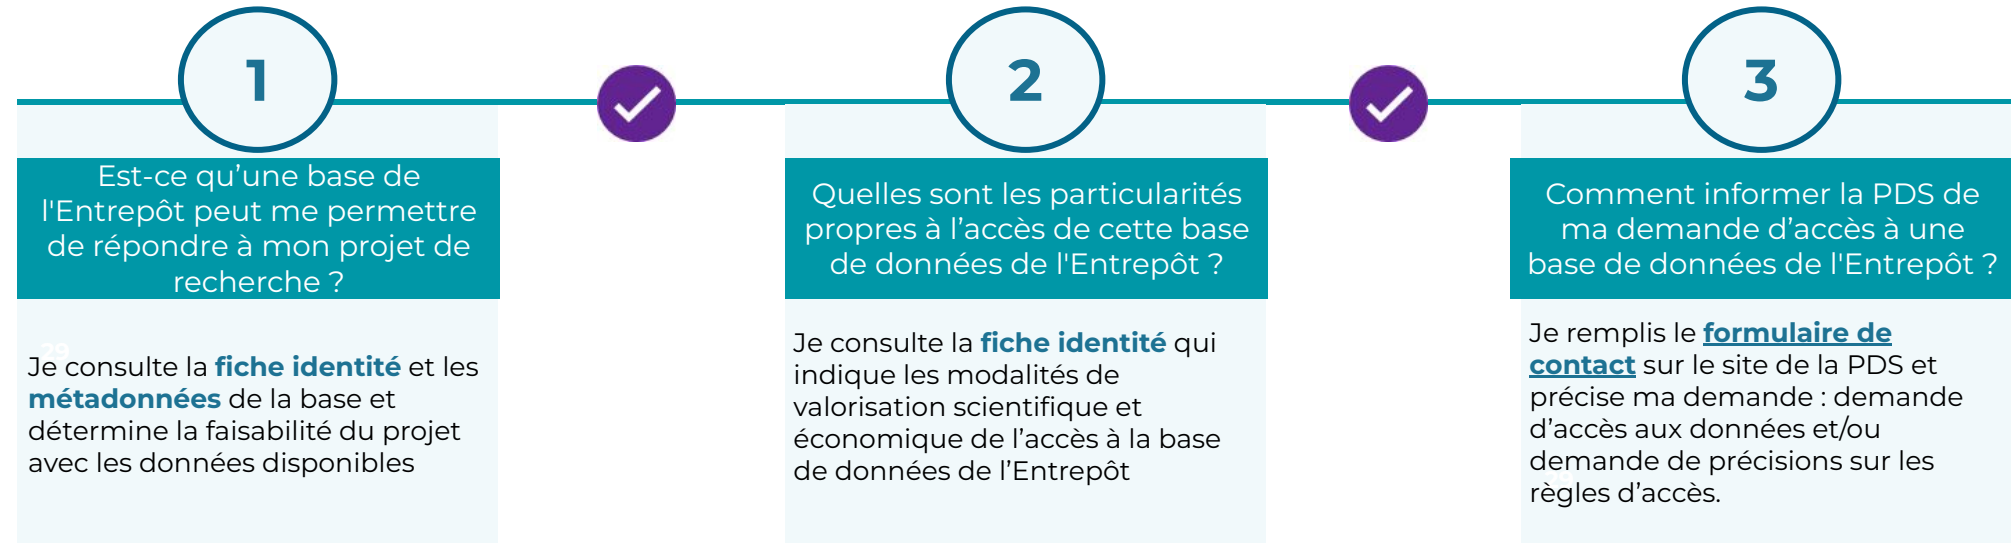 1
Est-ce qu’une base de
l'Entrepôt peut me permettre
de répondre à mon projet de
recherche ?
29
Je consulte la fiche identité et les
métadonnées de la base et
détermine la faisabilité du projet
avec les données disponibles
2
Quelles sont les particularités
propres à l’accès de cette base
de données de l'Entrepôt ?
Je consulte la fiche identité qui
indique les modalités de
valorisation scientifique et
économique de l’accès à la base
de données de l’Entrepôt
3
Comment informer la PDS de
ma demande d’accès à une
base de données de l'Entrepôt ?
Je remplis le formulaire de
contact sur le site de la PDS et
précise ma demande : demande
d’accès aux données et/ou
demande de précisions sur les
règles d’accès.